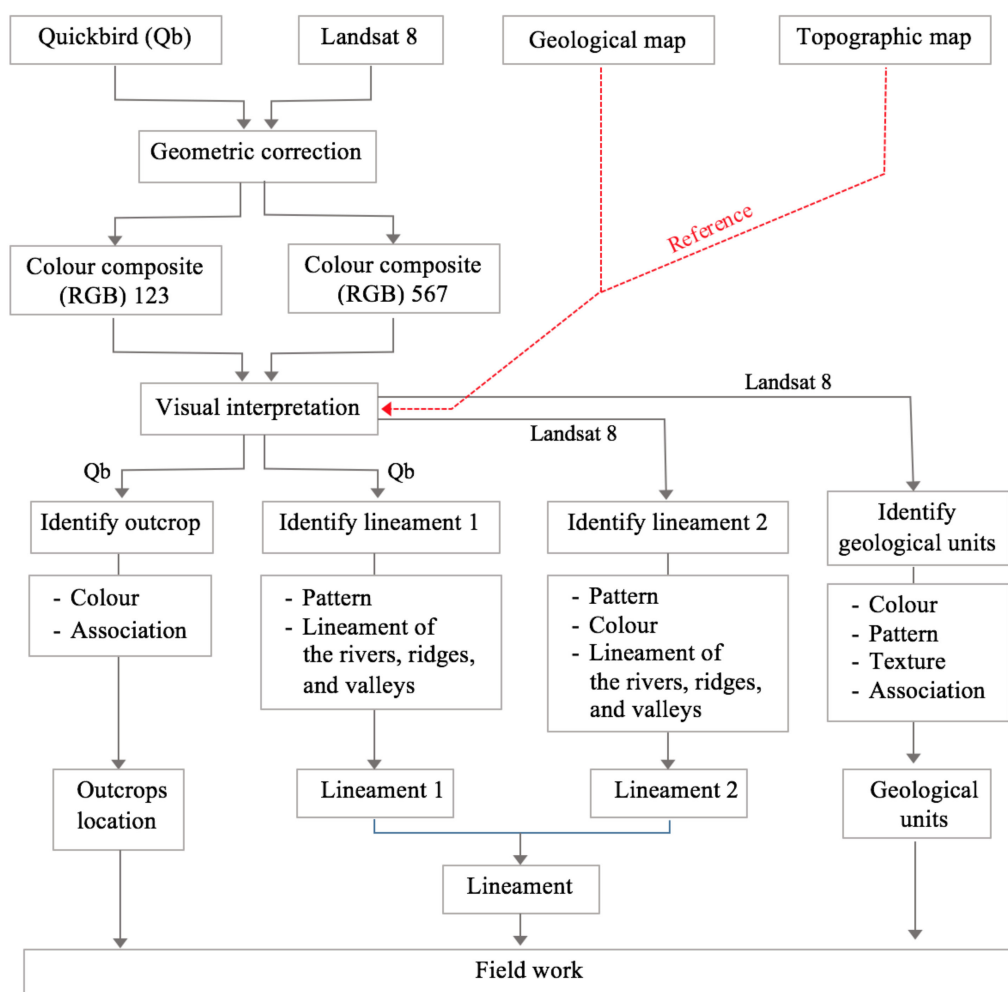 Quickbird (Qb)
Landsat 8
Geological map
Topographic map
Geometric correction
Reference
Colour composite
(RGB) 123
Colour composite
(RGB) 567
Visual interpretation
Landsat 8
Landsat 8
Qb
Qb
Identify outcrop
Identify lineament 1
Identify lineament 2
Identify
geological units
- Colour
- Association
- Pattern
- Lineament of
the rivers, ridges,
and valleys
- Pattern
- Colour
- Lineament of
the rivers, ridges,
and valleys
- Colour
- Pattern
- Texture
- Association
Outcrops
location
Lineament 1
Lineament 2
Geological
units
Lineament
Field work